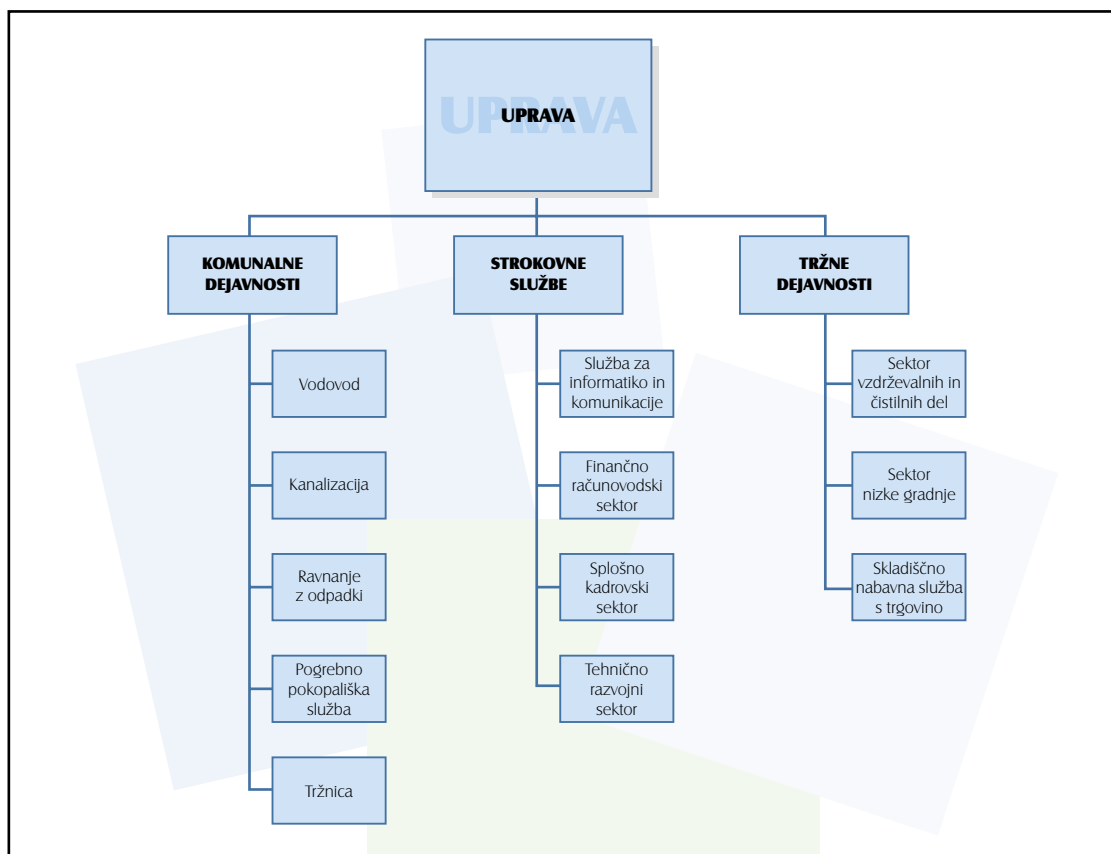 UPRAVA
UPRAVA
KOMUNALNE
DEJAVNOSTI
Vodovod
Kanalizacija
Ravnanje
z odpadki
Pogrebno
pokopališka
služba
Tržnica
STROKOVNE
SLUŽBE
Služba za
informatiko in
komunikacije
Finančno
računovodski
sektor
Splošno
kadrovski
sektor
Tehnično
razvojni
sektor
TRŽNE
DEJAVNOSTI
Sektor
vzdrževalnih in
čistilnih del
Sektor
nizke gradnje
Skladiščno
nabavna služba
s trgovino